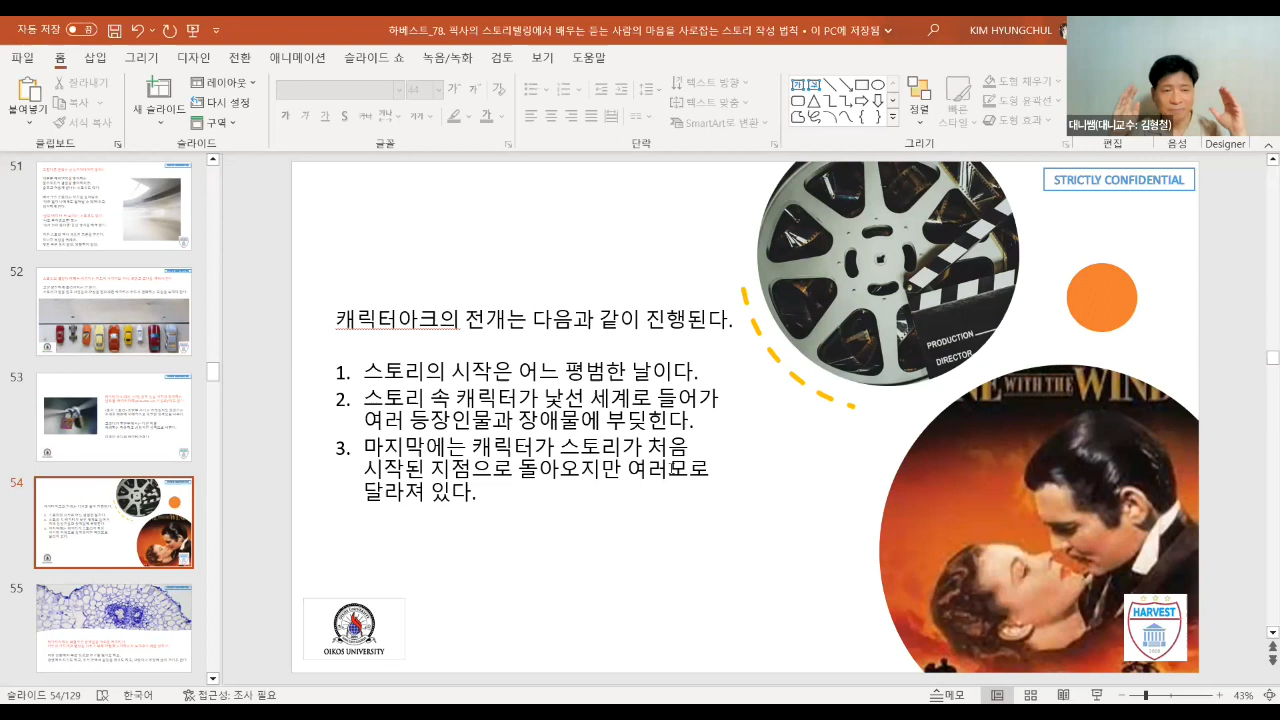 자동 저장
하베스트_78. 픽사의 스토리텔링에서 배우는 듣는 사람의 마음을 사로잡는 스토리 작성 법칙 • 이 PC에 저장됨
KIM HYUNGCHUL
파일 홈 삽입 그리기 디자인 전환 애니메이션 슬라이드 쇼 녹음/녹화 검토 보기 도움말
붙여넣기
잘라내기
복사
서식 복사
새 슬라이드
레이아웃
다시 설정
구역
44
텍스트 방향
텍스트 맞춤
SmartArt로 변환
정렬
빠른 스타일
도형 채우기
도형 윤곽선
도형 효과
클립보드 슬라이드 글꼴 단락 그리기 편집 음성 Designer
대니쌤(대니교수: 김형철)
51
52
53
54
55
STRICTLY CONFIDENTIAL
캐릭터아크의 전개는 다음과 같이 진행된다.
1. 스토리의 시작은 어느 평범한 날이다.
2. 스토리 속 캐릭터가 낯선 세계로 들어가
여러 등장인물과 장애물에 부딪힌다.
3. 마지막에는 캐릭터가 스토리가 처음
시작된 지점으로 돌아오지만 여러모로
달라져 있다.
PRODUCTION
DIRECTOR
WITH THE WIN
OIKOS UNIVERSITY
HARVEST
슬라이드 54/129 한국어 접근성: 조사 필요
메모
43%